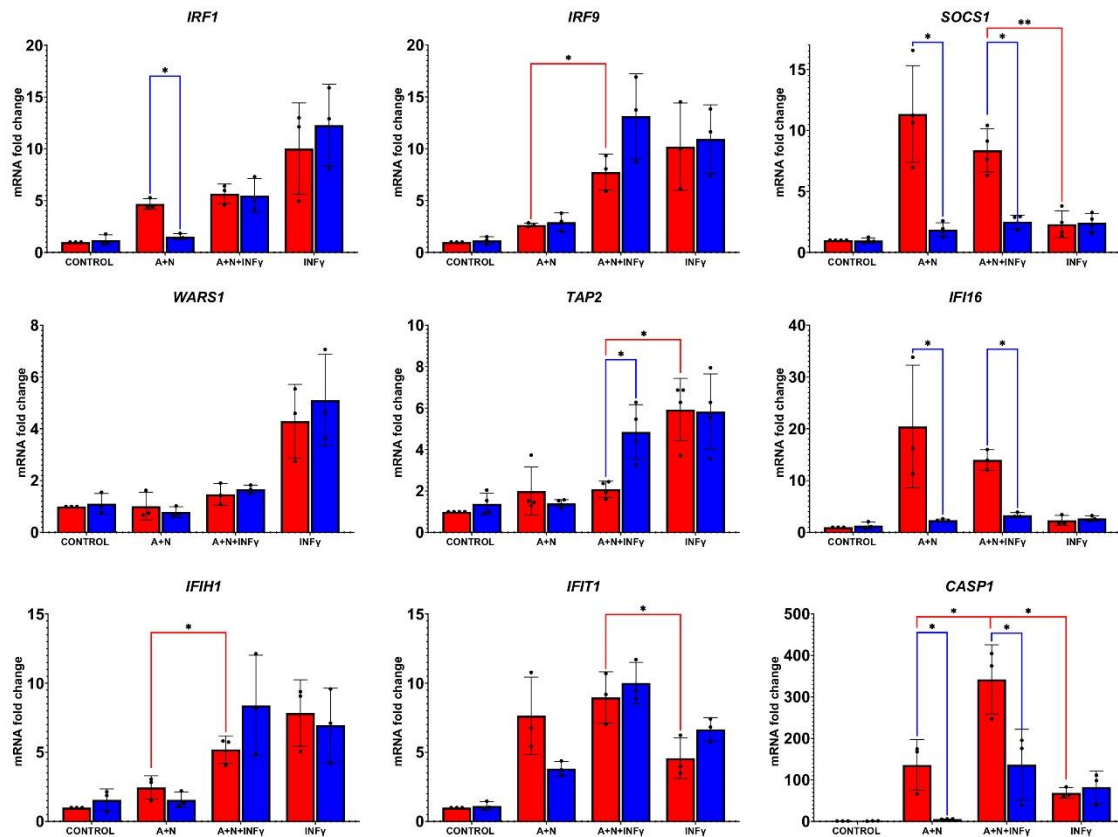 IRF1
IRF9
SOCS1
mRNA fold change
20
15
10
5
0
*
CONTROL
A+N
A+N+INFγ
INFγ
mRNA fold change
20
15
10
5
0
*
CONTROL
A+N
A+N+INFγ
INFγ
mRNA fold change
15
10
5
0
*
*
**
CONTROL
A+N
A+N+INFγ
INFγ
WARS1
TAP2
IFI16
mRNA fold change
8
6
4
2
0
CONTROL
A+N
A+N+INFγ
INFγ
mRNA fold change
10
8
6
4
2
0
*
*
CONTROL
A+N
A+N+INFγ
INFγ
mRNA fold change
40
30
20
10
0
*
*
CONTROL
A+N
A+N+INFγ
INFγ
IFIH1
IFIT1
CASP1
mRNA fold change
15
10
5
0
*
CONTROL
A+N
A+N+INFγ
INFγ
mRNA fold change
15
10
5
0
*
CONTROL
A+N
A+N+INFγ
INFγ
mRNA fold change
500
400
300
200
100
0
*
*
*
*
CONTROL
A+N
A+N+INFγ
INFγ